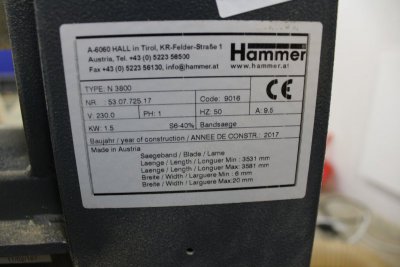 A-6060 HALL in Tirol, KR-Felder-Straße 1
Austria, Tel. +43 (0) 5223 58500
Fax +43 (0) 5223 56130, info@hammer.at
Hammer
www.hammer.at
TYPE: N 3800
NR.: 53.07.725.17 Code: 9016
V: 230.0 PH: 1 HZ: 50 A: 9.5
KW: 1.5 S6-40% Bandsaege
Baujahr / year of construction / ANNEE DE CONSTR.: 2017
Made in Austria
Saegeband / Blade / Lame
Laenge / Length / Longuer Min : 3531 mm
Laenge / Length / Longuer Max : 3581 mm
Breite / Width / Larguere Min : 6 mm
Breite / Width / Larguere Max: 20 mm
CE